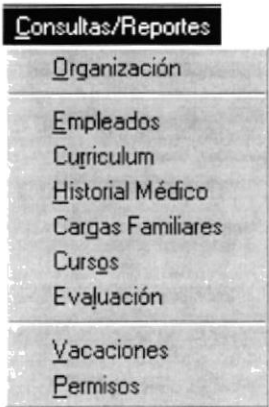 Consultas/Reportes
Organización
Empleados
Curriculum
Historial Médico
Cargas Familiares
Cursos
Evaluación
Vacaciones
Permisos